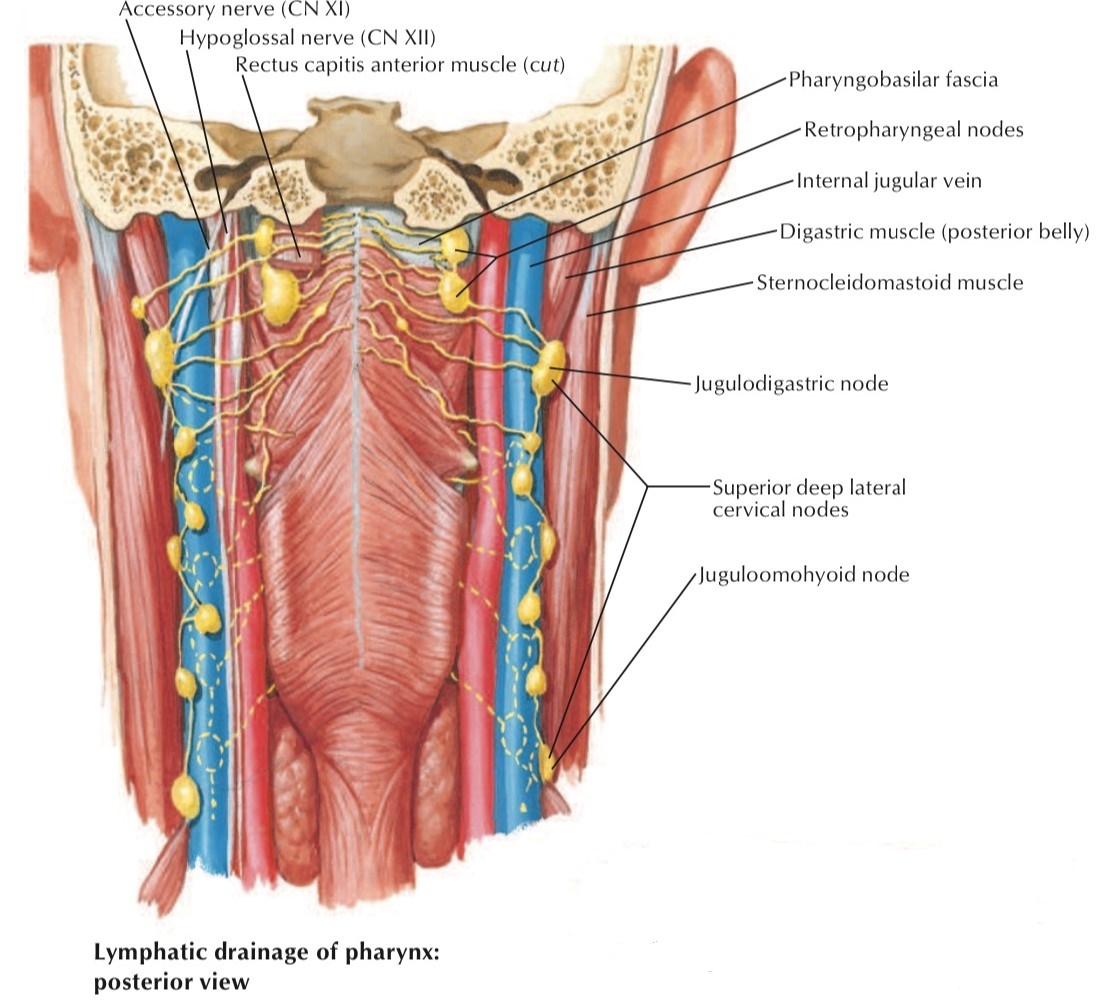 Accessory nerve (CN XI)
Hypoglossal nerve (CN XII)
Rectus capitis anterior muscle (cut)
Pharyngobasilar fascia
Retropharyngeal nodes
Internal jugular vein
Digastric muscle (posterior belly)
Sternocleidomastoid muscle
Jugulodigastric node
Superior deep lateral
cervical nodes
Juguloomohyoid node
Lymphatic drainage of pharynx:
posterior view